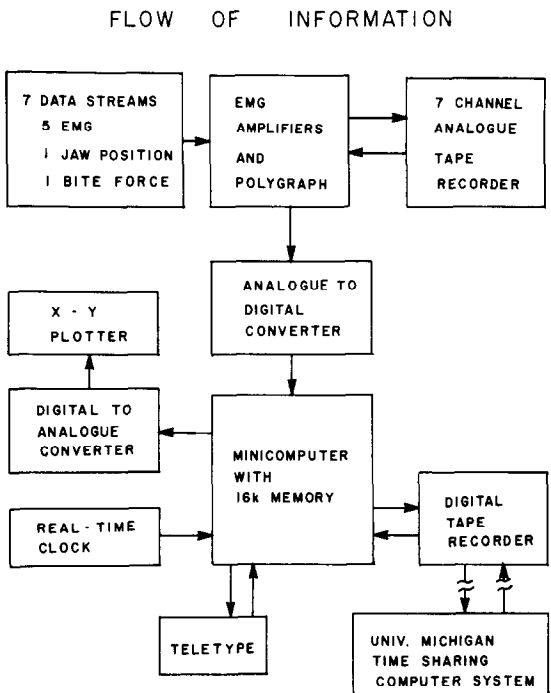 FLOW OF INFORMATION
7 DATA STREAMS
5 EMG
1 JAW POSITION
1 BITE FORCE
EMG
AMPLIFIERS
AND
POLYGRAPH
7 CHANNEL
ANALOGUE
TAPE
RECORDER
ANALOGUE TO
DIGITAL
CONVERTER
X - Y
PLOTTER
DIGITAL TO
ANALOGUE
CONVERTER
MINICOMPUTER
WITH
16k MEMORY
REAL-TIME
CLOCK
DIGITAL
TAPE
RECORDER
TELETYPE
UNIV. MICHIGAN
TIME SHARING
COMPUTER SYSTEM